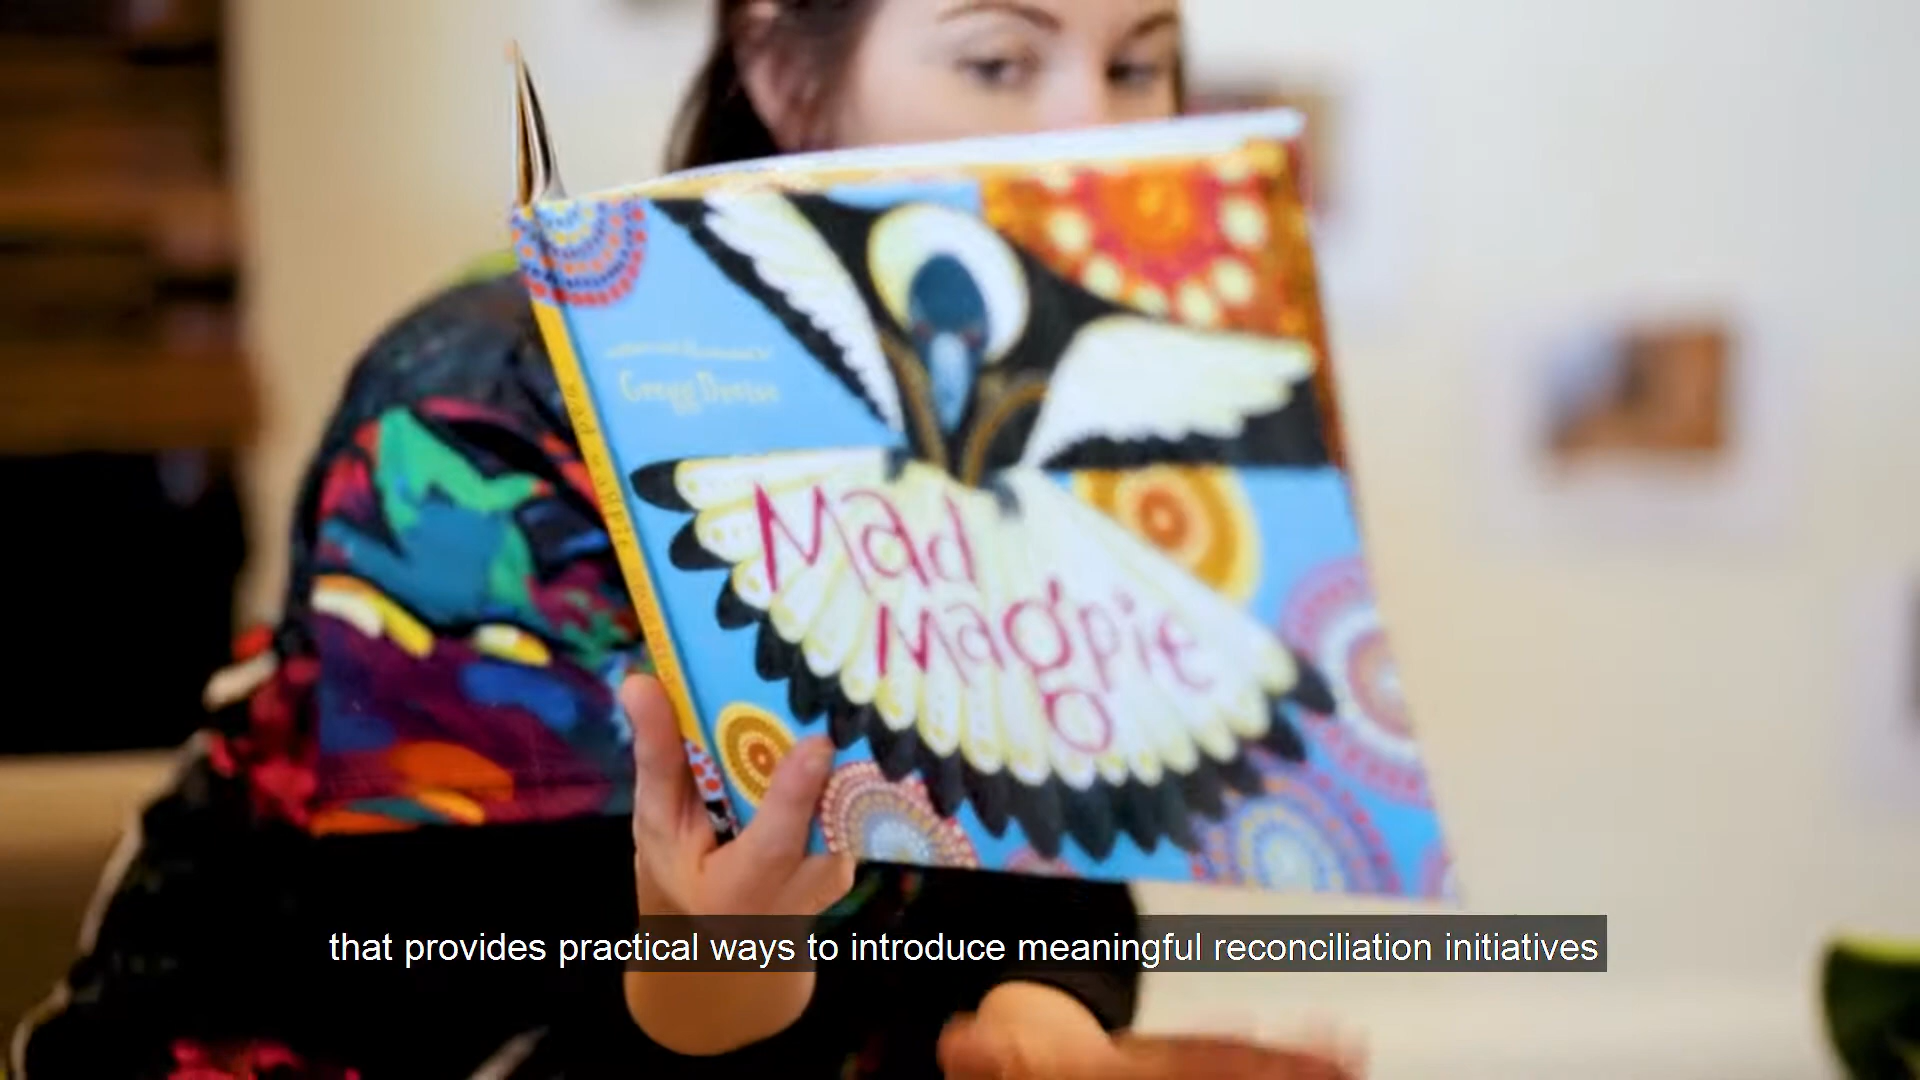 Gregg Dreise
Mad
Magpie
that provides practical ways to introduce meaningful reconciliation initiatives